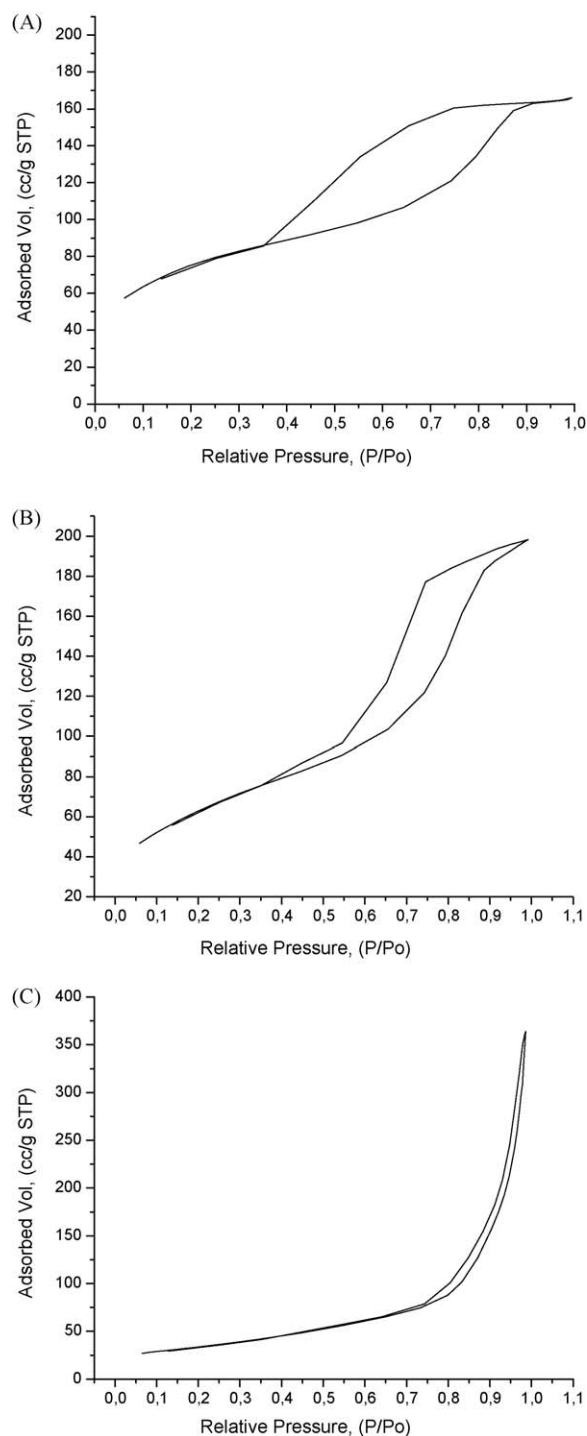 (A)
200
180
160
140
120
100
80
60
40
20
0
Adsorbed Vol, (cc/g STP)
0,0 0,1 0,2 0,3 0,4 0,5 0,6 0,7 0,8 0,9 1,0
Relative Pressure, (P/Po)
(B)
200
180
160
140
120
100
80
60
40
20
Adsorbed Vol, (cc/g STP)
0,0 0,1 0,2 0,3 0,4 0,5 0,6 0,7 0,8 0,9 1,0 1,1
Relative Pressure, (P/Po)
(C)
400
350
300
250
200
150
100
50
0
Adsorbed Vol, (cc/g STP)
0,0 0,1 0,2 0,3 0,4 0,5 0,6 0,7 0,8 0,9 1,0 1,1
Relative Pressure, (P/Po)